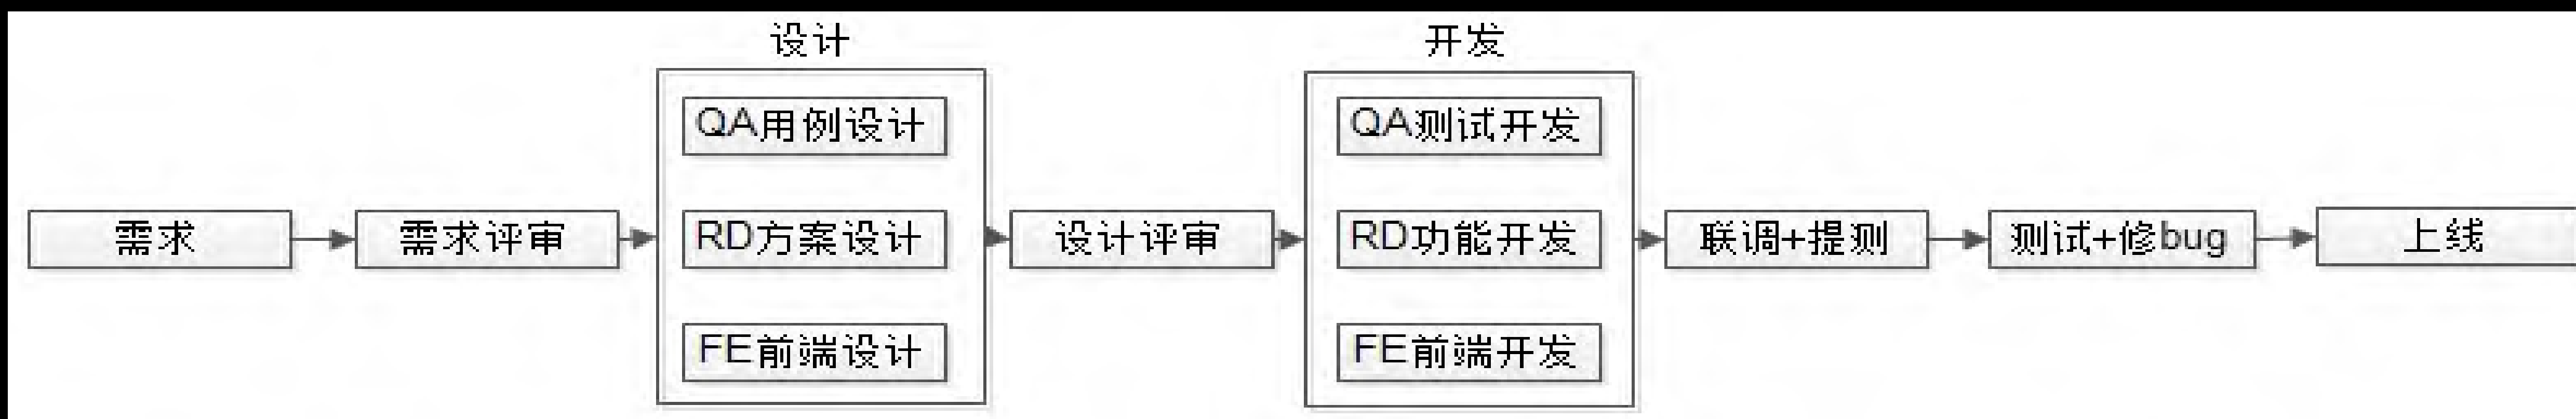 需求
需求评审
设计
QA用例设计
RD方案设计
FE前端设计
设计评审
开发
QA测试开发
RD功能开发
FE前端开发
联调+提测
测试+修bug
上线